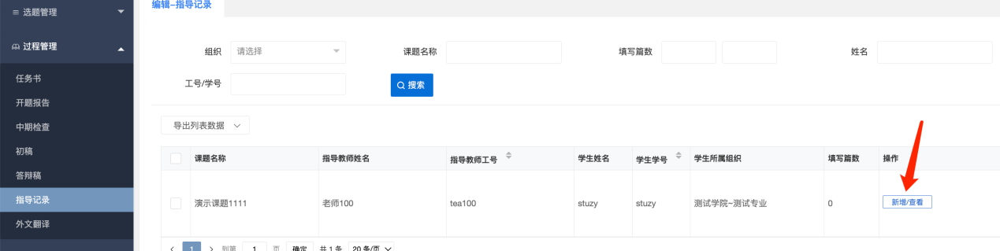 选题管理
过程管理
任务书
开题报告
中期检查
初稿
答辩稿
指导记录
外文翻译
编辑-指导记录
组织 请选择 课题名称 填写篇数 姓名
工号/学号 搜索
导出列表数据
课题名称 指导教师姓名 指导教师工号 学生姓名 学生学号 学生所属组织 填写篇数 操作
演示课题1111 老师100 tea100 stuzy stuzy 测试学院~测试专业 0 新增/查看
1 到第 1 页 确定 共 1 条 20 条/页